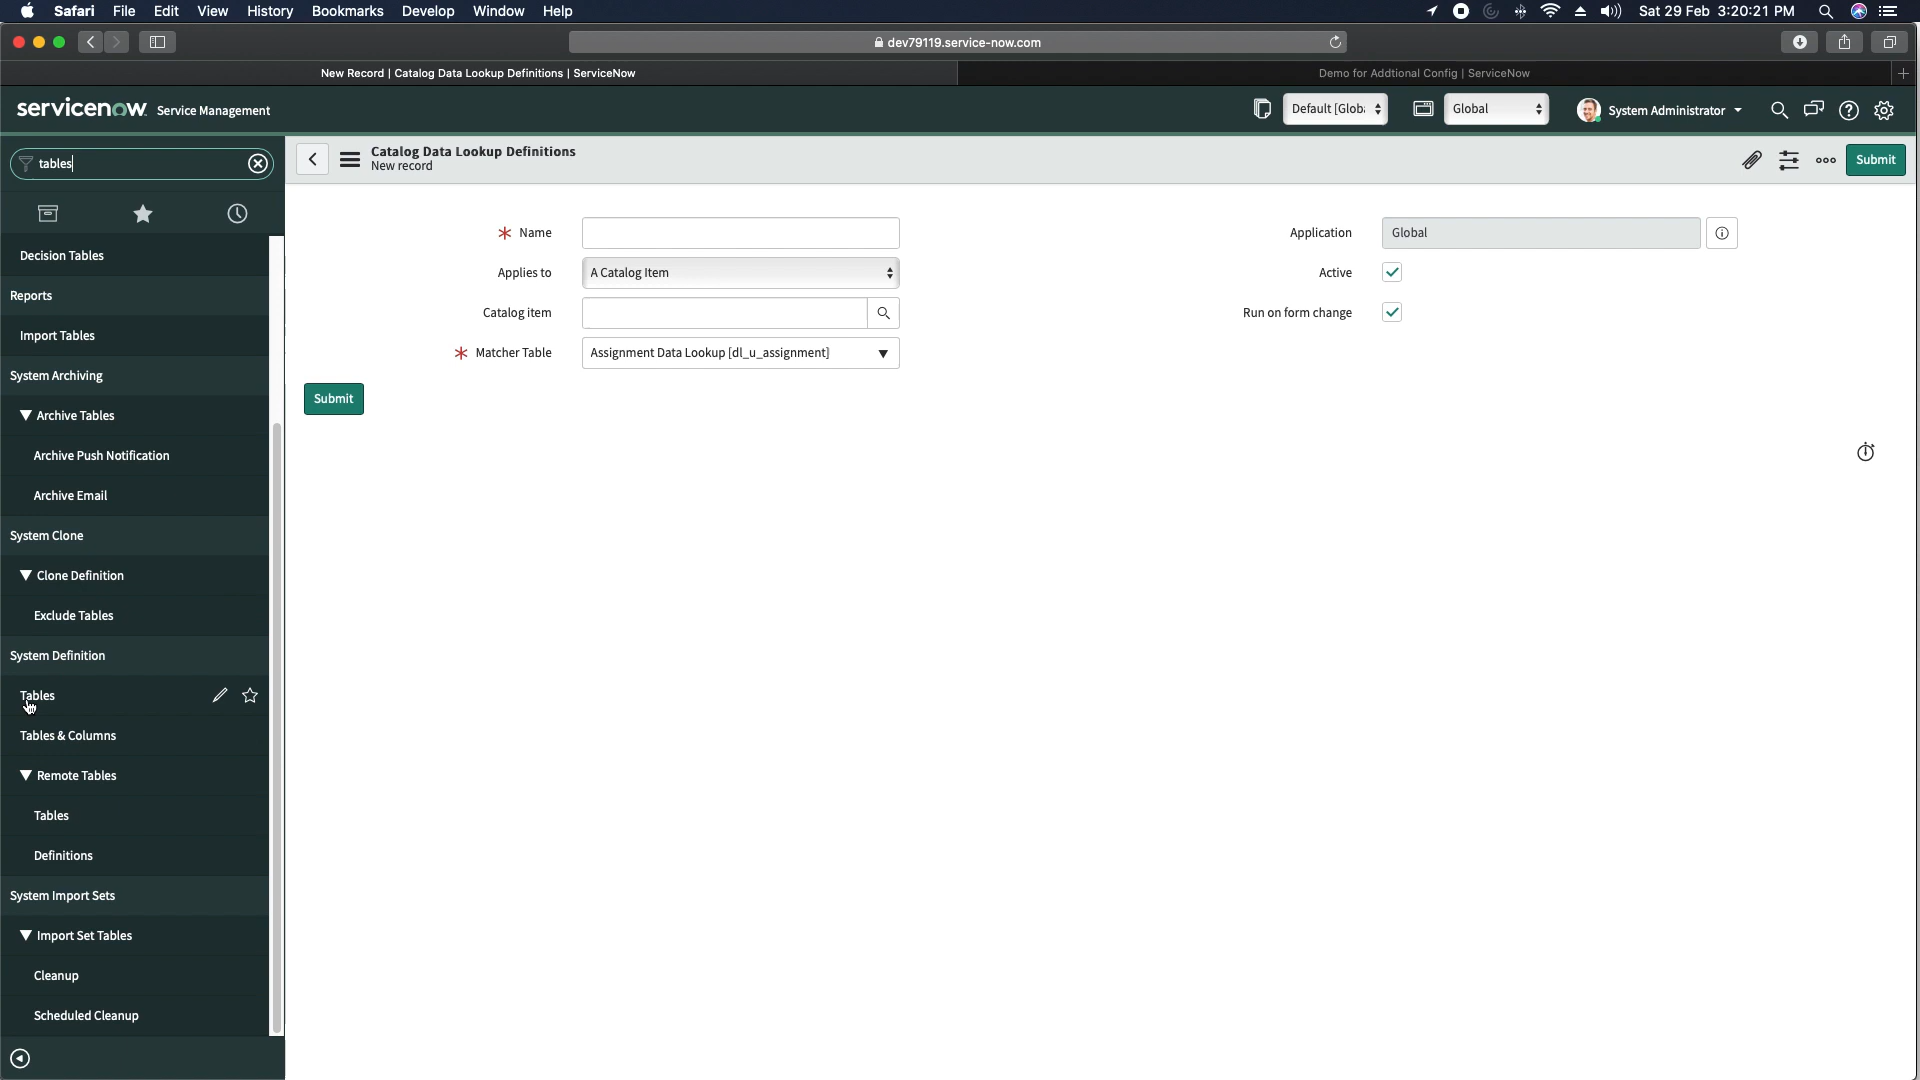 Safari File Edit View History Bookmarks Develop Window Help
Sat 29 Feb 3:20:21 PM
dev79119.service-now.com
New Record | Catalog Data Lookup Definitions | ServiceNow
Demo for Addtional Config | ServiceNow
servicenow Service Management
Default [Globa
Global
System Administrator
tables
Catalog Data Lookup Definitions
New record
Submit
Decision Tables
Reports
Import Tables
System Archiving
Archive Tables
Archive Push Notification
Archive Email
System Clone
Clone Definition
Exclude Tables
System Definition
Tables
Tables & Columns
Remote Tables
Tables
Definitions
System Import Sets
Import Set Tables
Cleanup
Scheduled Cleanup
Name
Applies to A Catalog Item
Catalog item
Matcher Table Assignment Data Lookup [dl_u_assignment]
Submit
Application Global
Active
Run on form change